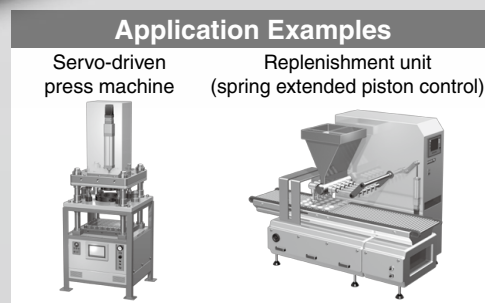 Application Examples
Servo-driven
press machine
Replenishment unit
(spring extended piston control)